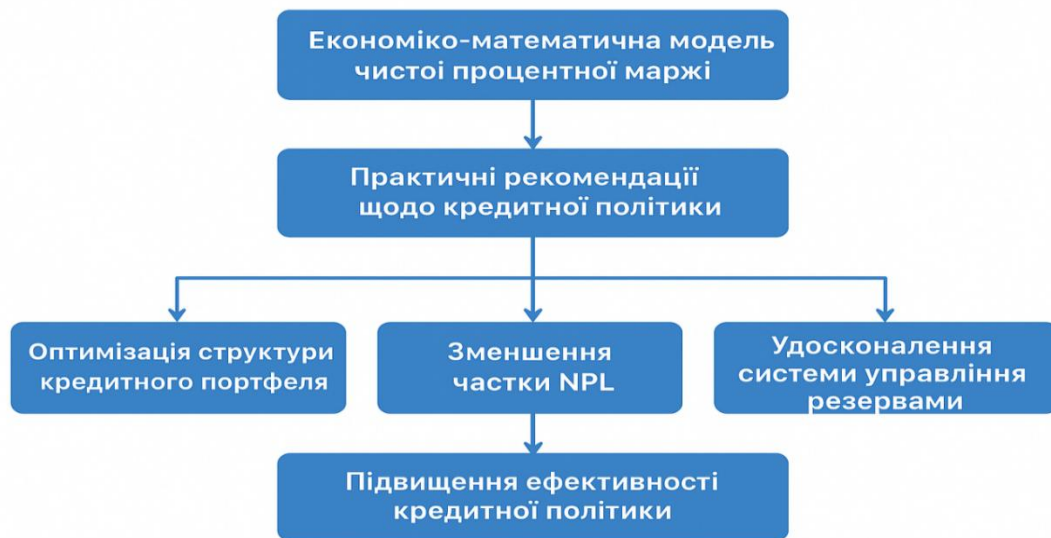 Економіко-математична модель
чистоі процентної маржі
Практичні рекомендації
щодо кредитної політики
Оптимізація структури
кредитного портфеля
Зменшення
частки NPL
Удосконалення
системи управління
резервами
Підвищення ефективності
кредитної політики